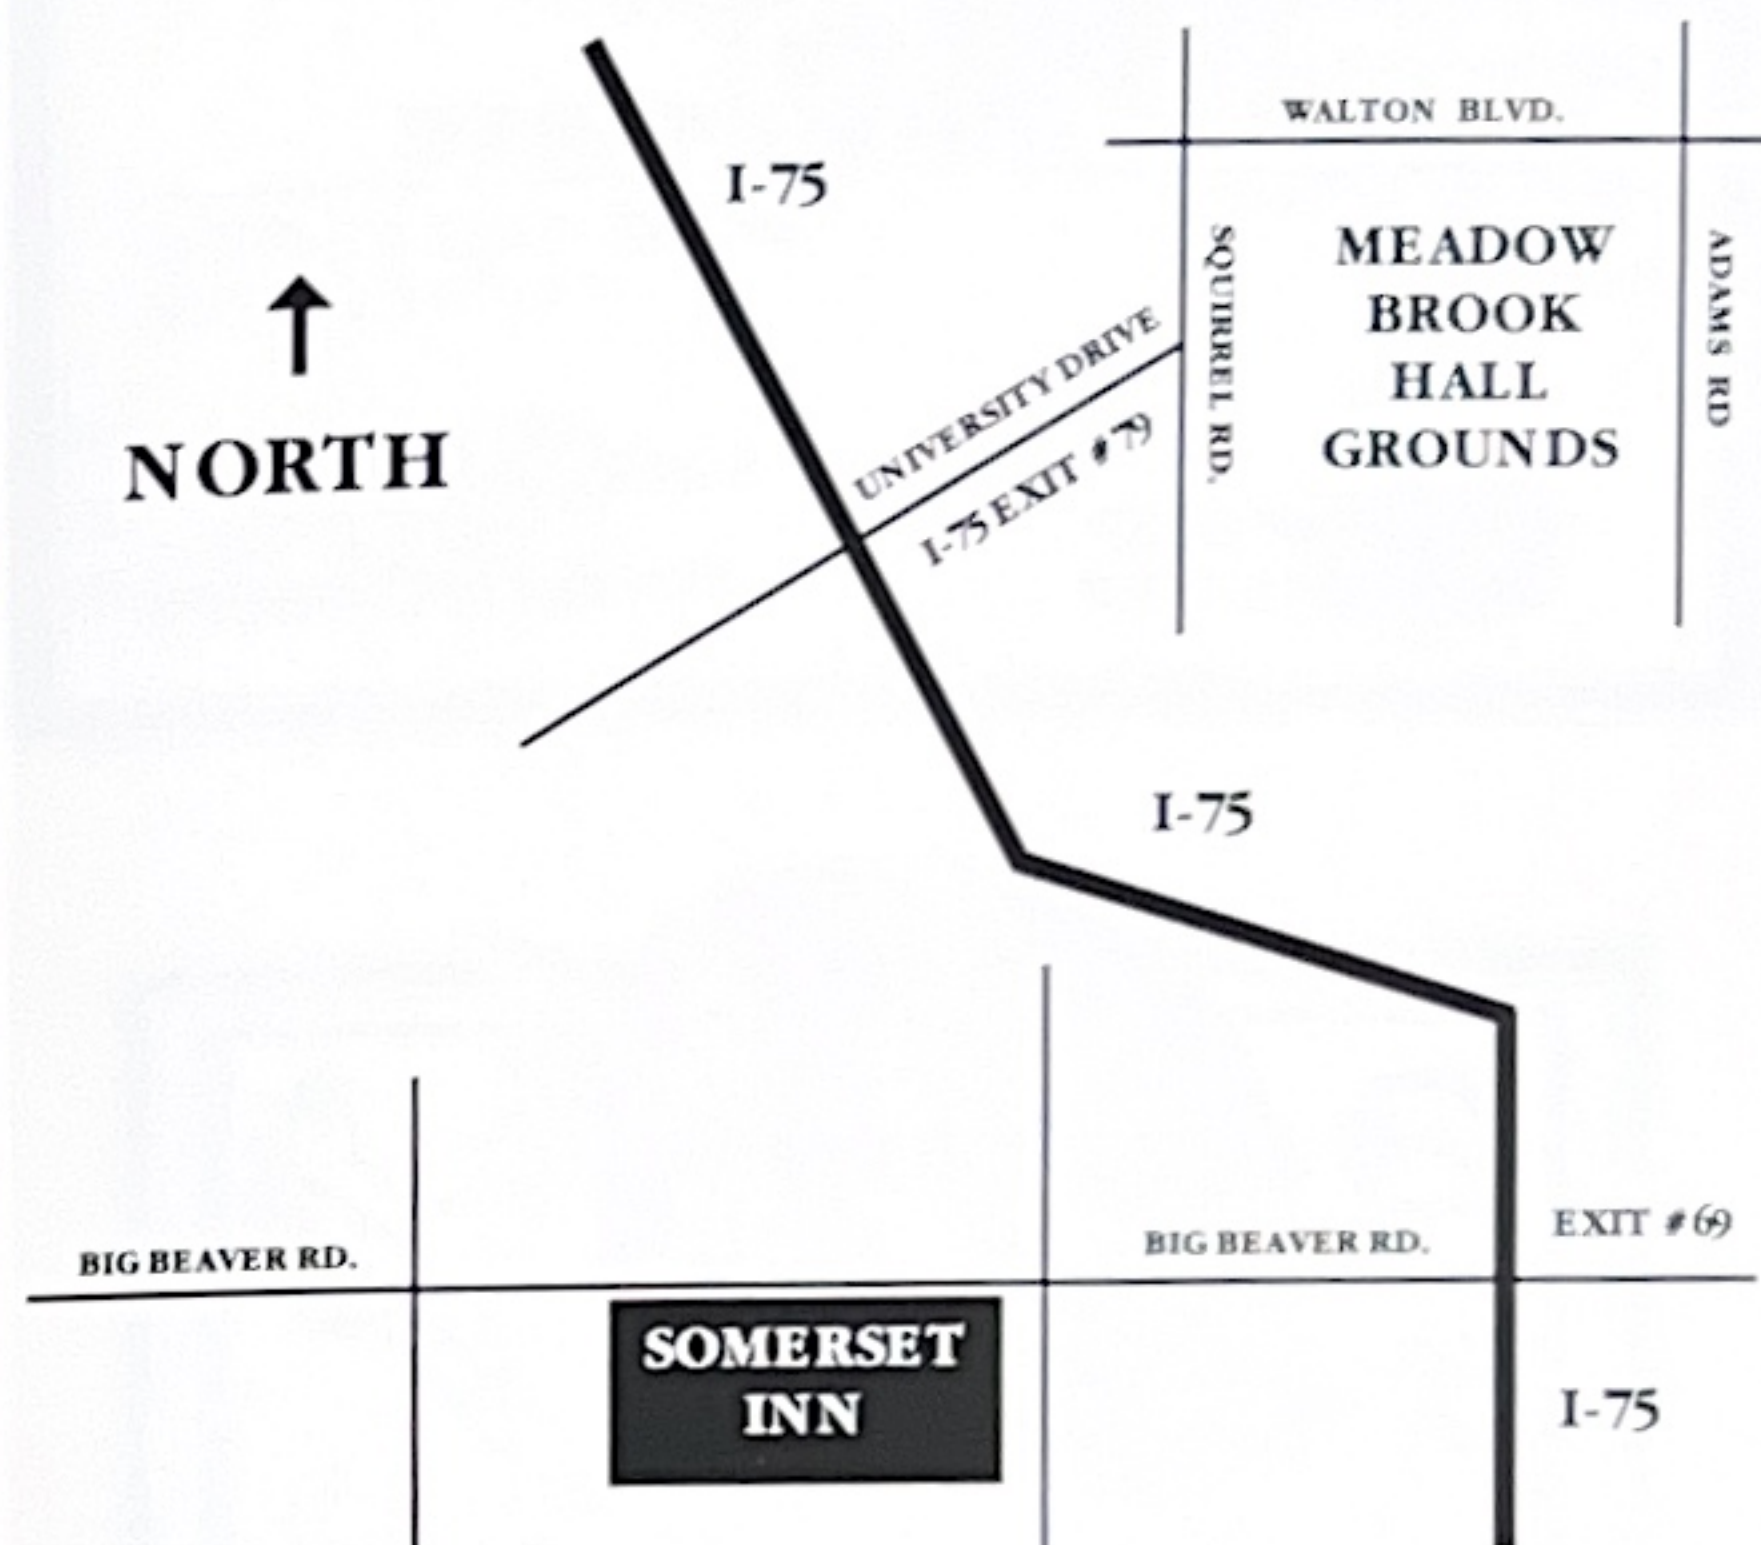 WALTON BLVD.
I-75
SQUIRREL RD.
MEADOW
BROOK
HALL
GROUNDS
ADAMS RD
UNIVERSITY DRIVE
I-75 EXIT #79
NORTH
I-75
BIG BEAVER RD.
BIG BEAVER RD.
EXIT #69
SOMERSET
INN
I-75